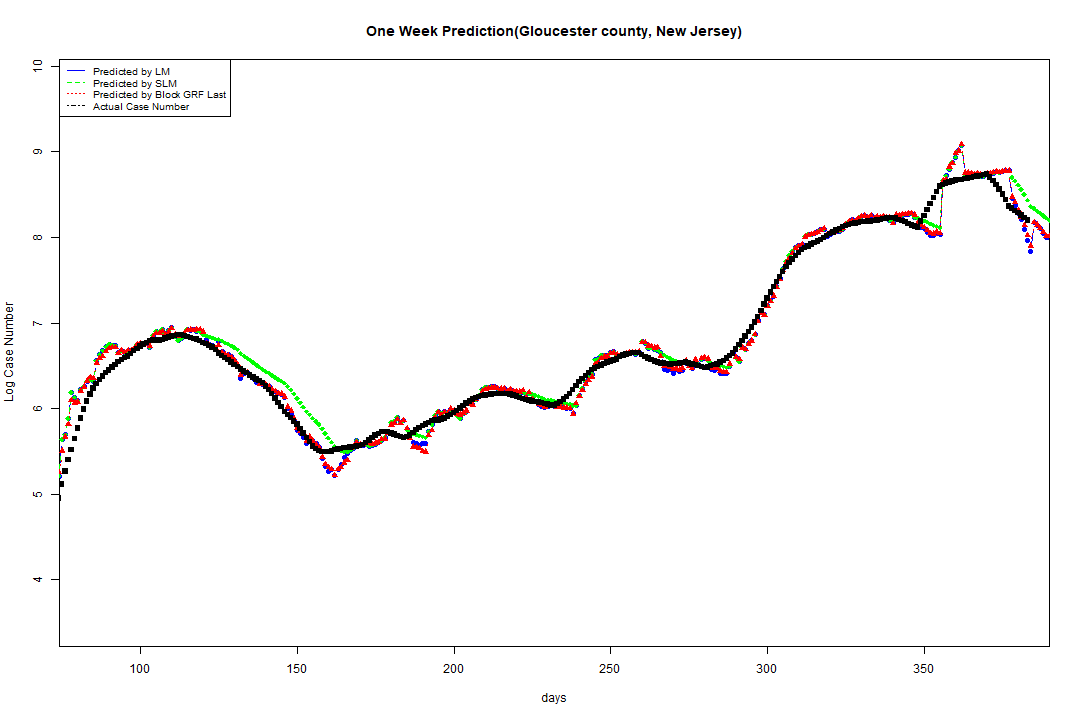 One Week Prediction(Gloucester county, New Jersey)
Predicted by LM
Predicted by SLM
Predicted by Block GRF Last
Actual Case Number
10
9
8
7
6
5
4
Log Case Number
100 150 200 250 300 350
days